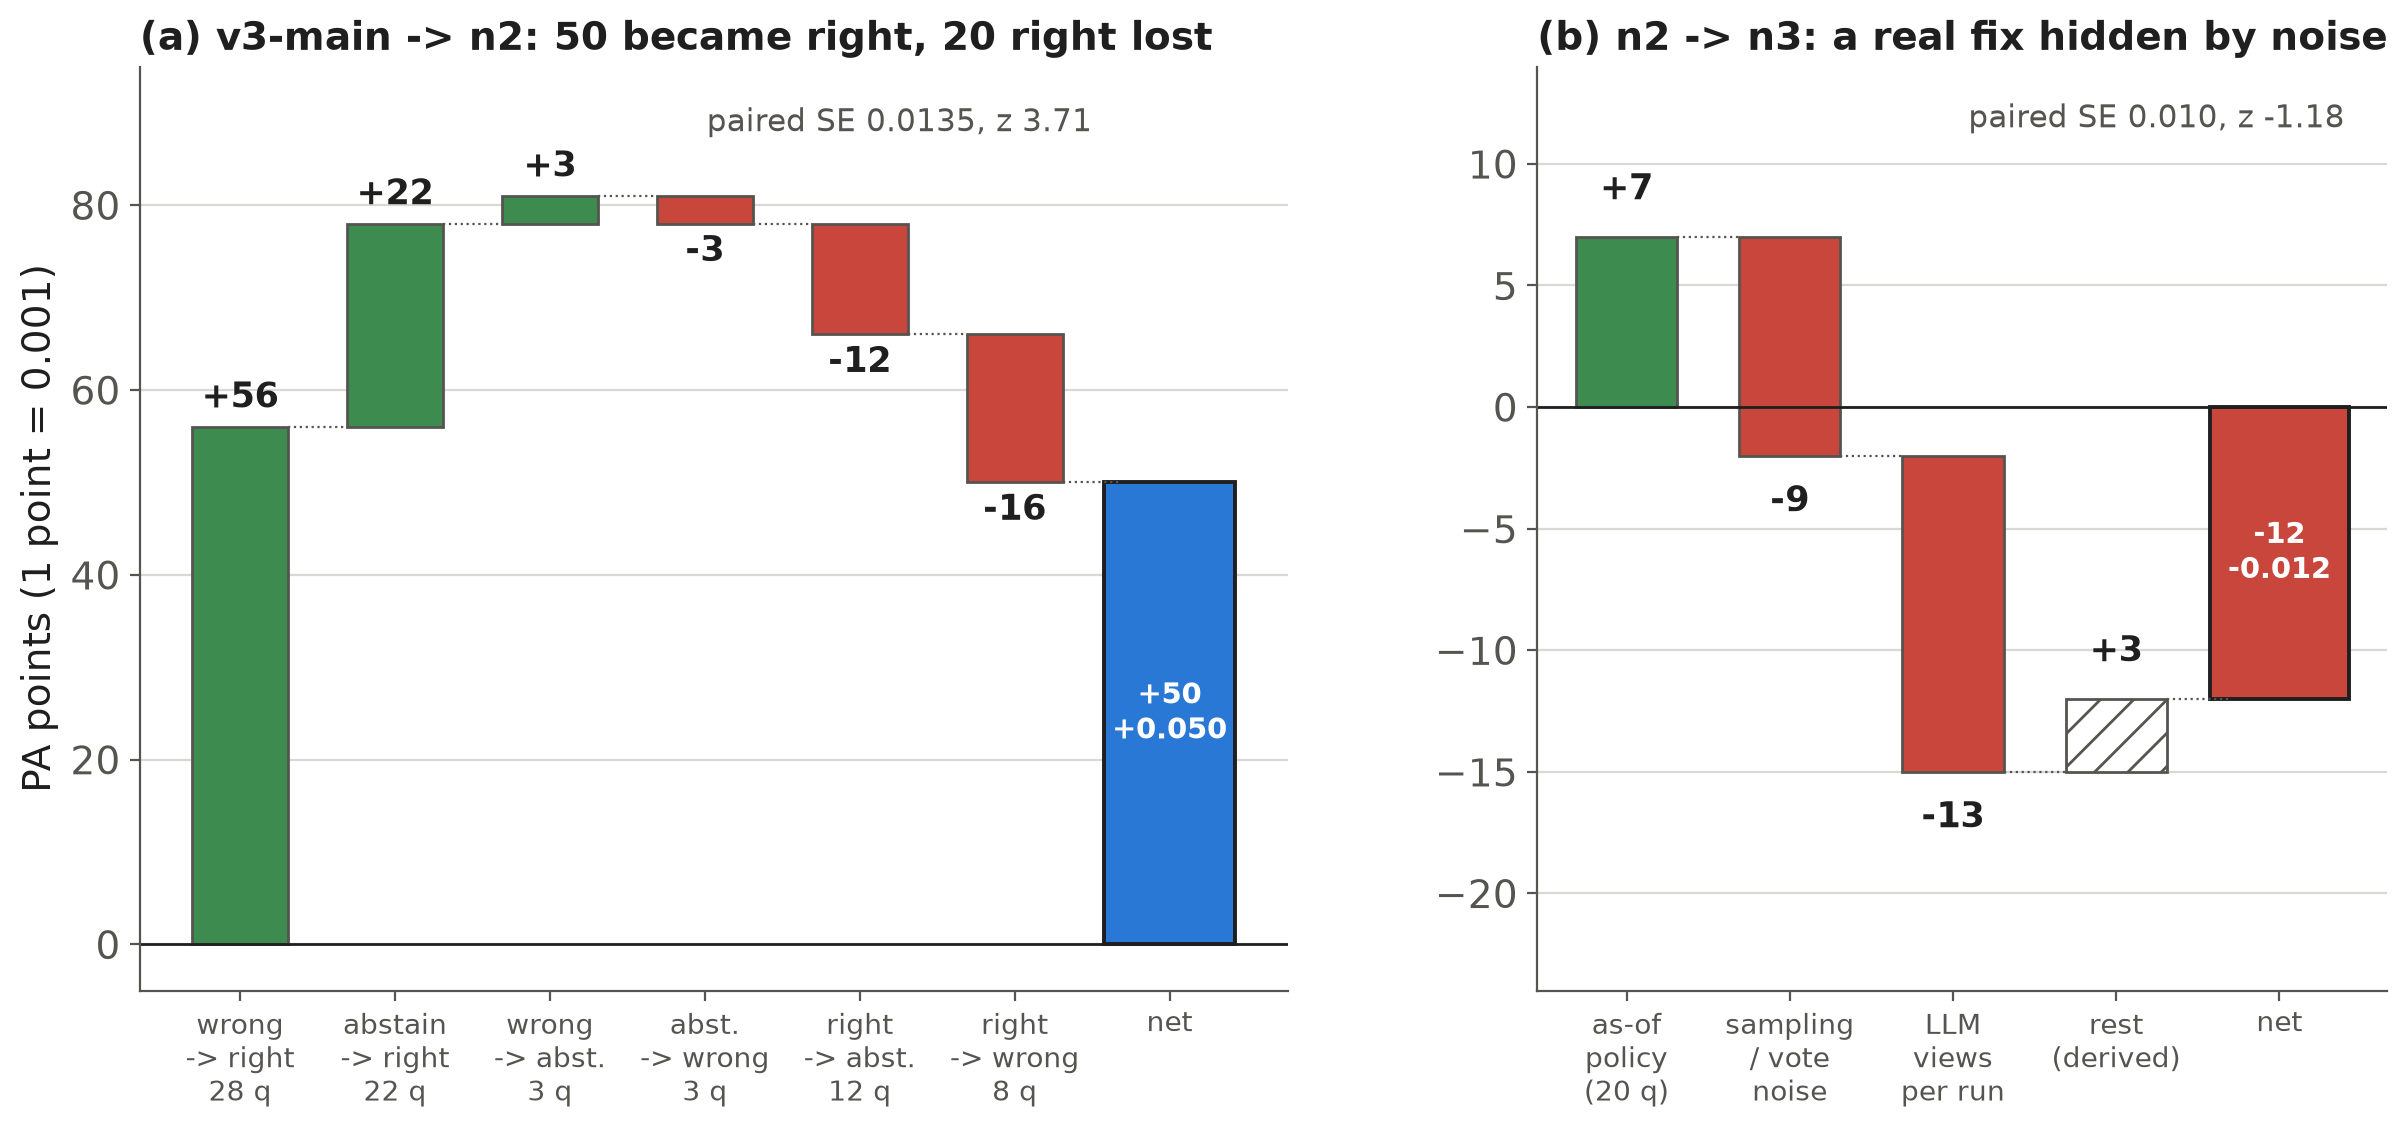 (a) v3-main -> n2: 50 became right, 20 right lost
paired SE 0.0135, z 3.71
PA points (1 point = 0.001)
80
60
40
20
0
+56
+22
+3
-3
-12
-16
+50
+0.050
wrong
-> right
28 q
abstain
-> right
22 q
wrong
-> abst.
3 q
abst.
-> wrong
3 q
right
-> abst.
12 q
right
-> wrong
8 q
net
(b) n2 -> n3: a real fix hidden by noise
paired SE 0.010, z -1.18
10
5
0
−5
−10
−15
−20
+7
-9
-13
+3
-12
-0.012
as-of
policy
(20 q)
sampling
/ vote
noise
LLM
views
per run
rest
(derived)
net